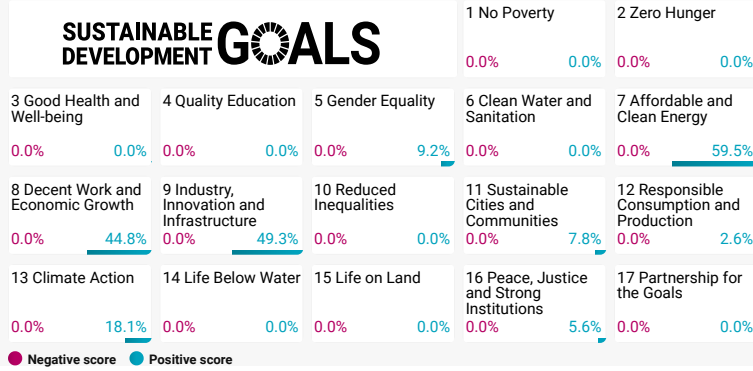 SUSTAINABLE
DEVELOPMENT
GOALS
1 No Poverty
0.0% 0.0%
2 Zero Hunger
0.0% 0.0%
3 Good Health and
Well-being
0.0% 0.0%
4 Quality Education
0.0% 0.0%
5 Gender Equality
0.0% 9.2%
6 Clean Water and
Sanitation
0.0% 0.0%
7 Affordable and
Clean Energy
0.0% 59.5%
8 Decent Work and
Economic Growth
0.0% 44.8%
9 Industry,
Innovation and
Infrastructure
0.0% 49.3%
10 Reduced
Inequalities
0.0% 0.0%
11 Sustainable
Cities and
Communities
0.0% 7.8%
12 Responsible
Consumption and
Production
0.0% 2.6%
13 Climate Action
0.0% 18.1%
14 Life Below Water
0.0% 0.0%
15 Life on Land
0.0% 0.0%
16 Peace, Justice
and Strong
Institutions
0.0% 5.6%
17 Partnership for
the Goals
0.0% 0.0%
Negative score Positive score